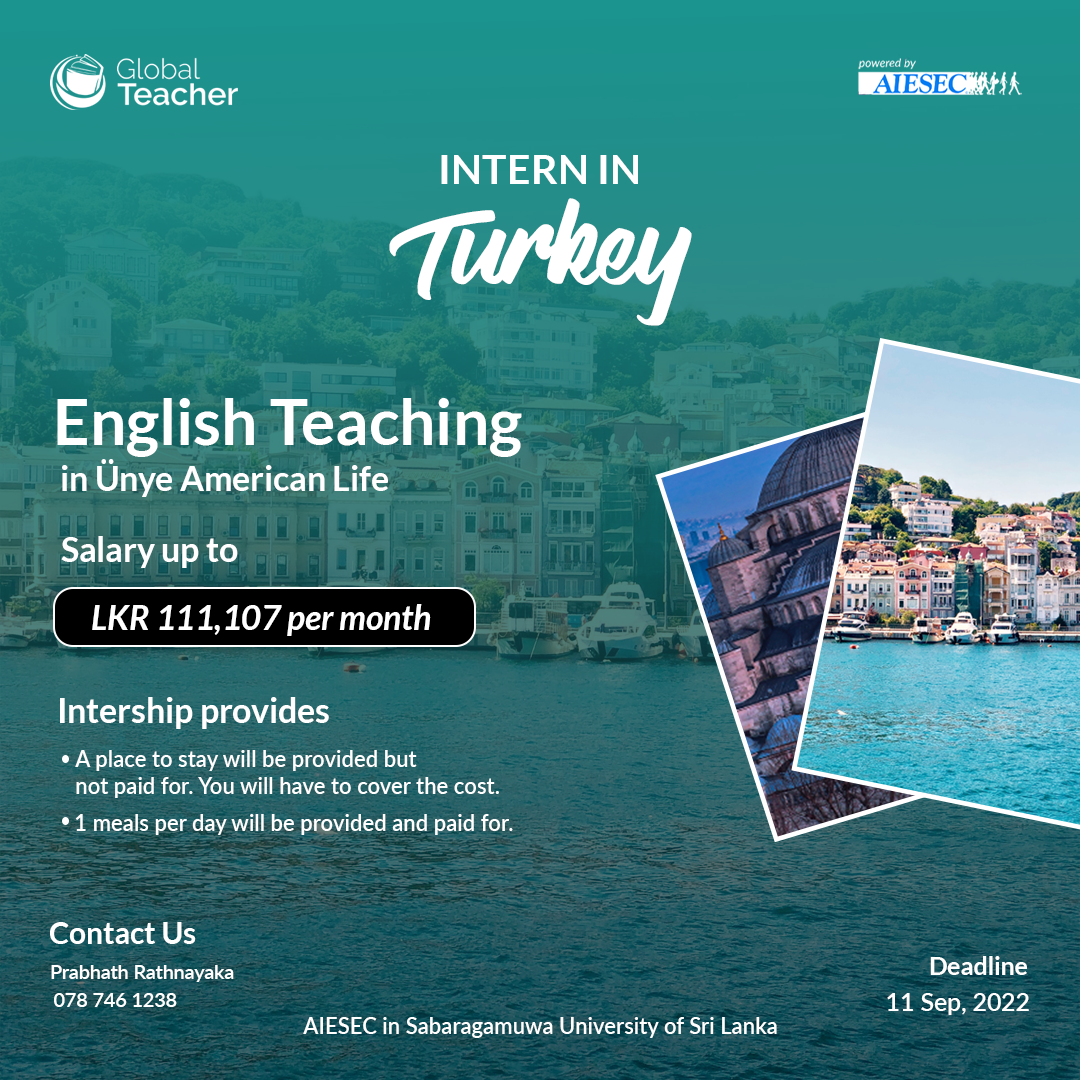 Global
Teacher
powered by
AIESEC
INTERN IN
Turkey
English Teaching
in Ünye American Life
Salary up to
LKR 111,107 per month
Intership provides
• A place to stay will be provided but
not paid for. You will have to cover the cost.
• 1 meals per day will be provided and paid for.
Contact Us
Prabhath Rathnayaka
078 746 1238
Deadline
11 Sep, 2022
AIESEC in Sabaragamuwa University of Sri Lanka